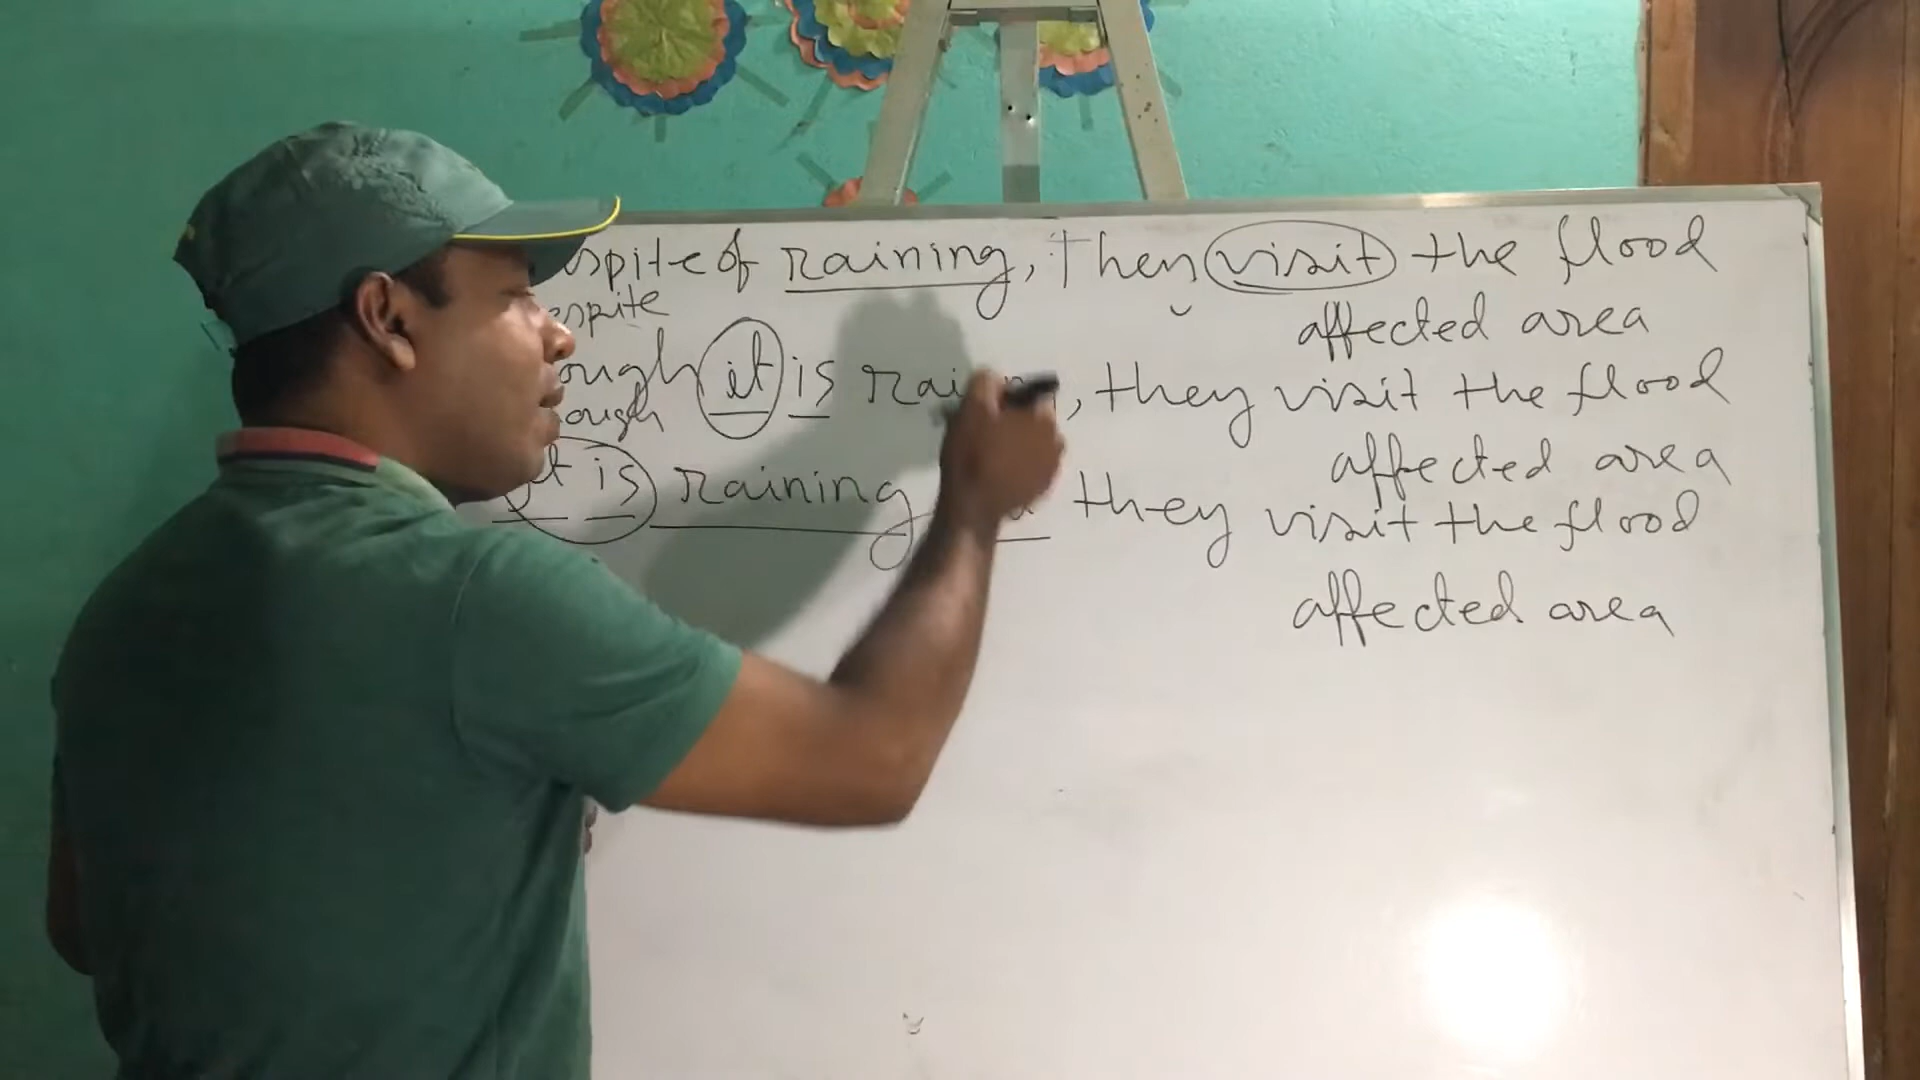 spite of raining, They visit the flood
espite
affected area
ough it is raining, they visit the flood
ough
affected area
It is raining they visit the flood
affected area